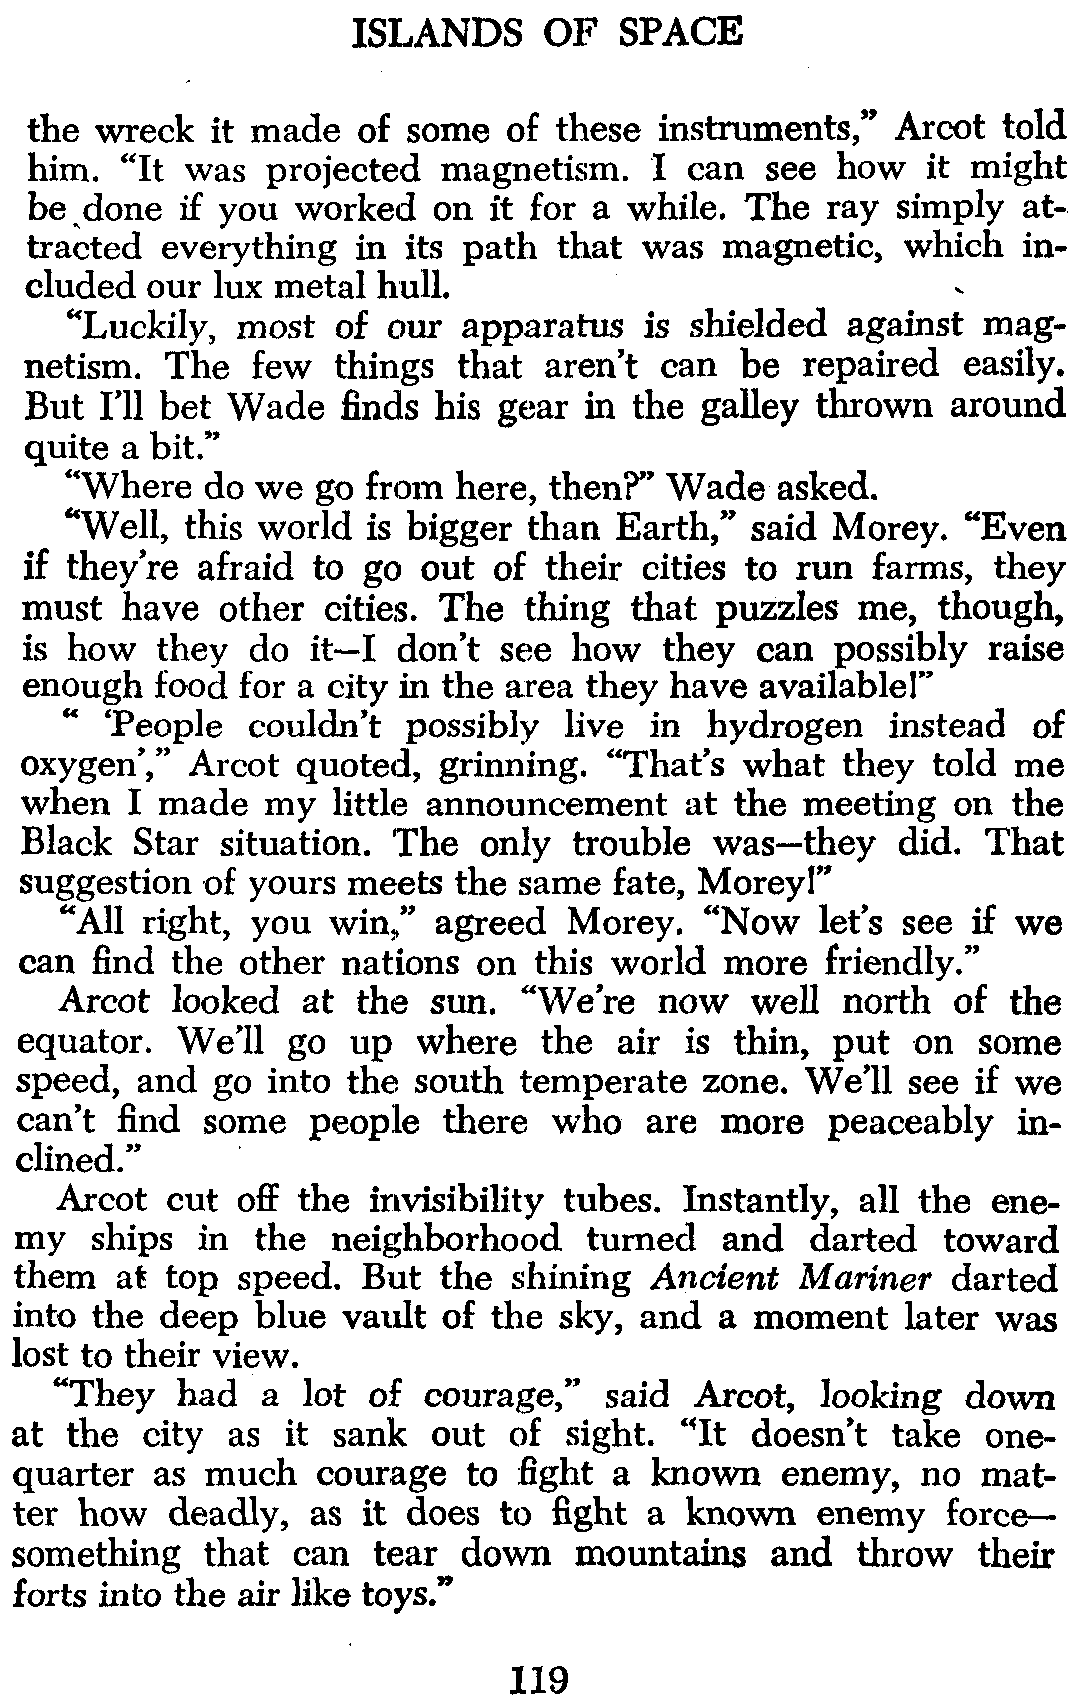 ISLANDS OF SPACE
the wreck it made of some of these instruments,” Arcot told
him. “It was projected magnetism. I can see how it might
be done if you worked on it for a while. The ray simply at-
tracted everything in its path that was magnetic, which in-
cluded our lux metal hull.
“Luckily, most of our apparatus is shielded against mag-
netism. The few things that aren’t can be repaired easily.
But I’ll bet Wade finds his gear in the galley thrown around
quite a bit.”
“Where do we go from here, then?” Wade asked.
“Well, this world is bigger than Earth,” said Morey. “Even
if they’re afraid to go out of their cities to run farms, they
must have other cities. The thing that puzzles me, though,
is how they do it—I don’t see how they can possibly raise
enough food for a city in the area they have available!”
“ ‘People couldn’t possibly live in hydrogen instead of
oxygen’,” Arcot quoted, grinning. “That’s what they told me
when I made my little announcement at the meeting on the
Black Star situation. The only trouble was—they did. That
suggestion of yours meets the same fate, Morey!”
“All right, you win,” agreed Morey. “Now let’s see if we
can find the other nations on this world more friendly.”
Arcot looked at the sun. “We’re now well north of the
equator. We’ll go up where the air is thin, put on some
speed, and go into the south temperate zone. We’ll see if we
can’t find some people there who are more peaceably in-
clined.”
Arcot cut off the invisibility tubes. Instantly, all the ene-
my ships in the neighborhood turned and darted toward
them at top speed. But the shining Ancient Mariner darted
into the deep blue vault of the sky, and a moment later was
lost to their view.
“They had a lot of courage,” said Arcot, looking down
at the city as it sank out of sight. “It doesn’t take one-
quarter as much courage to fight a known enemy, no mat-
ter how deadly, as it does to fight a known enemy force—
something that can tear down mountains and throw their
forts into the air like toys.”
119